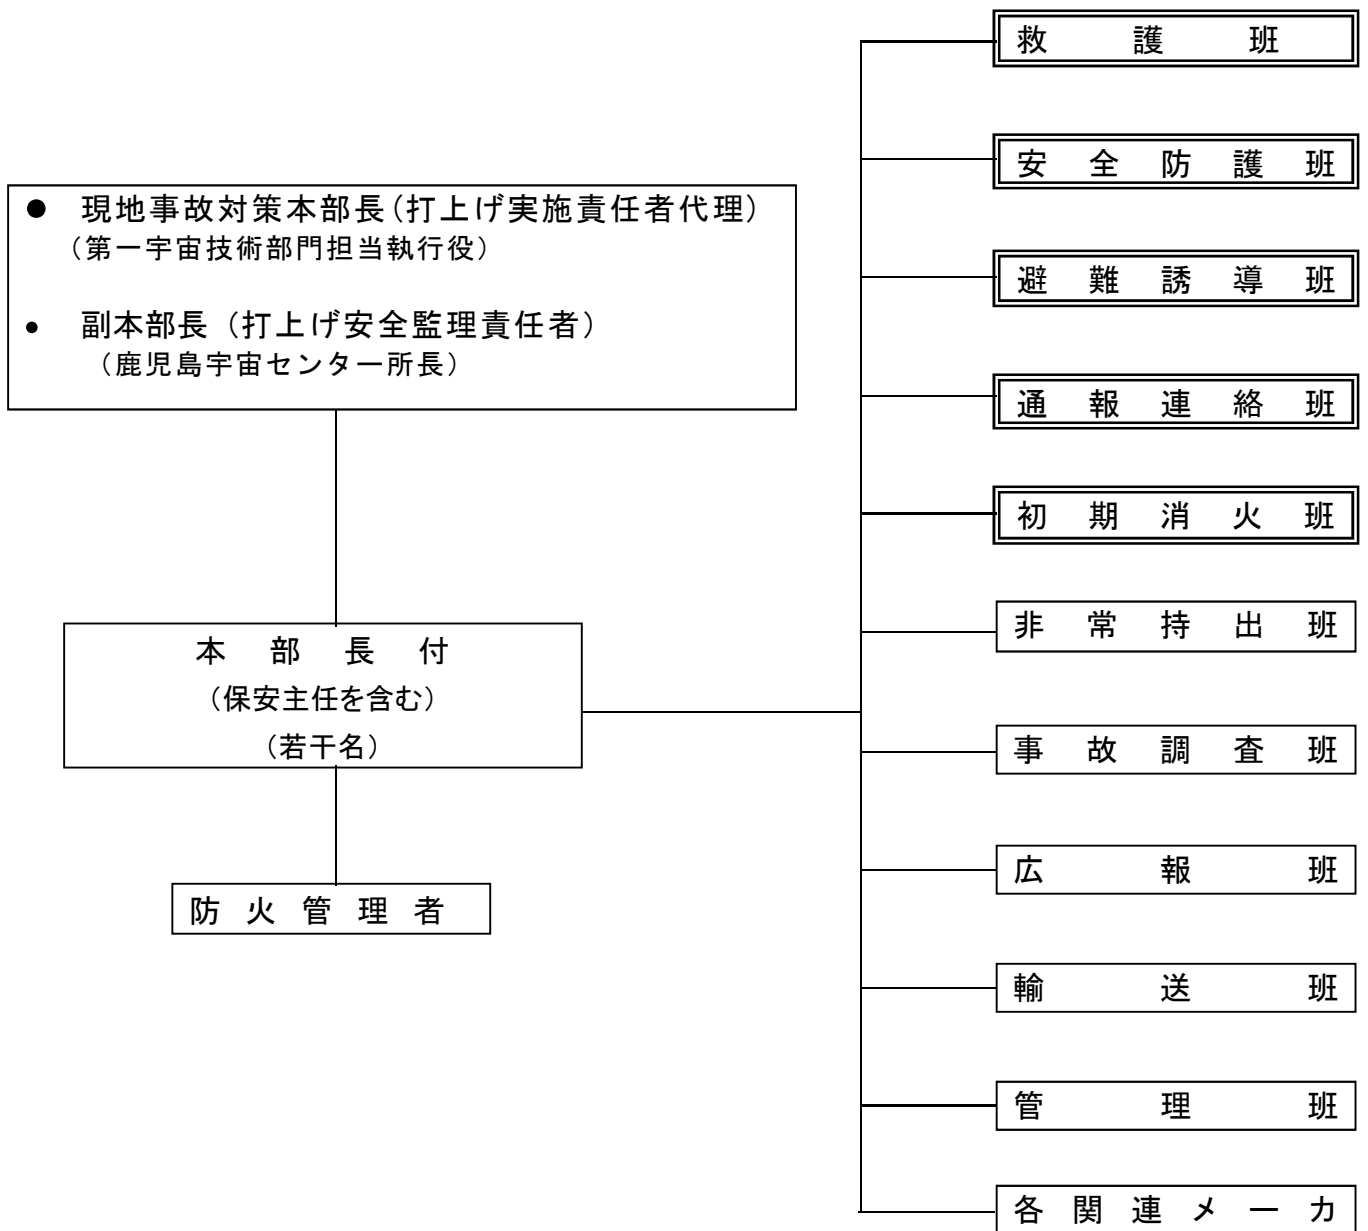 ● 現地事故対策本部長(打上げ実施責任者代理)
(第一宇宙技術部門担当執行役)
● 副本部長（打上げ安全監理責任者）
（鹿児島宇宙センター所長）
本部長付
（保安主任を含む）
（若干名）
防火管理者
救護班
安全防護班
避難誘導班
通報連絡班
初期消火班
非常持出班
事故調査班
広報班
輸送班
管理班
各関連メーカ